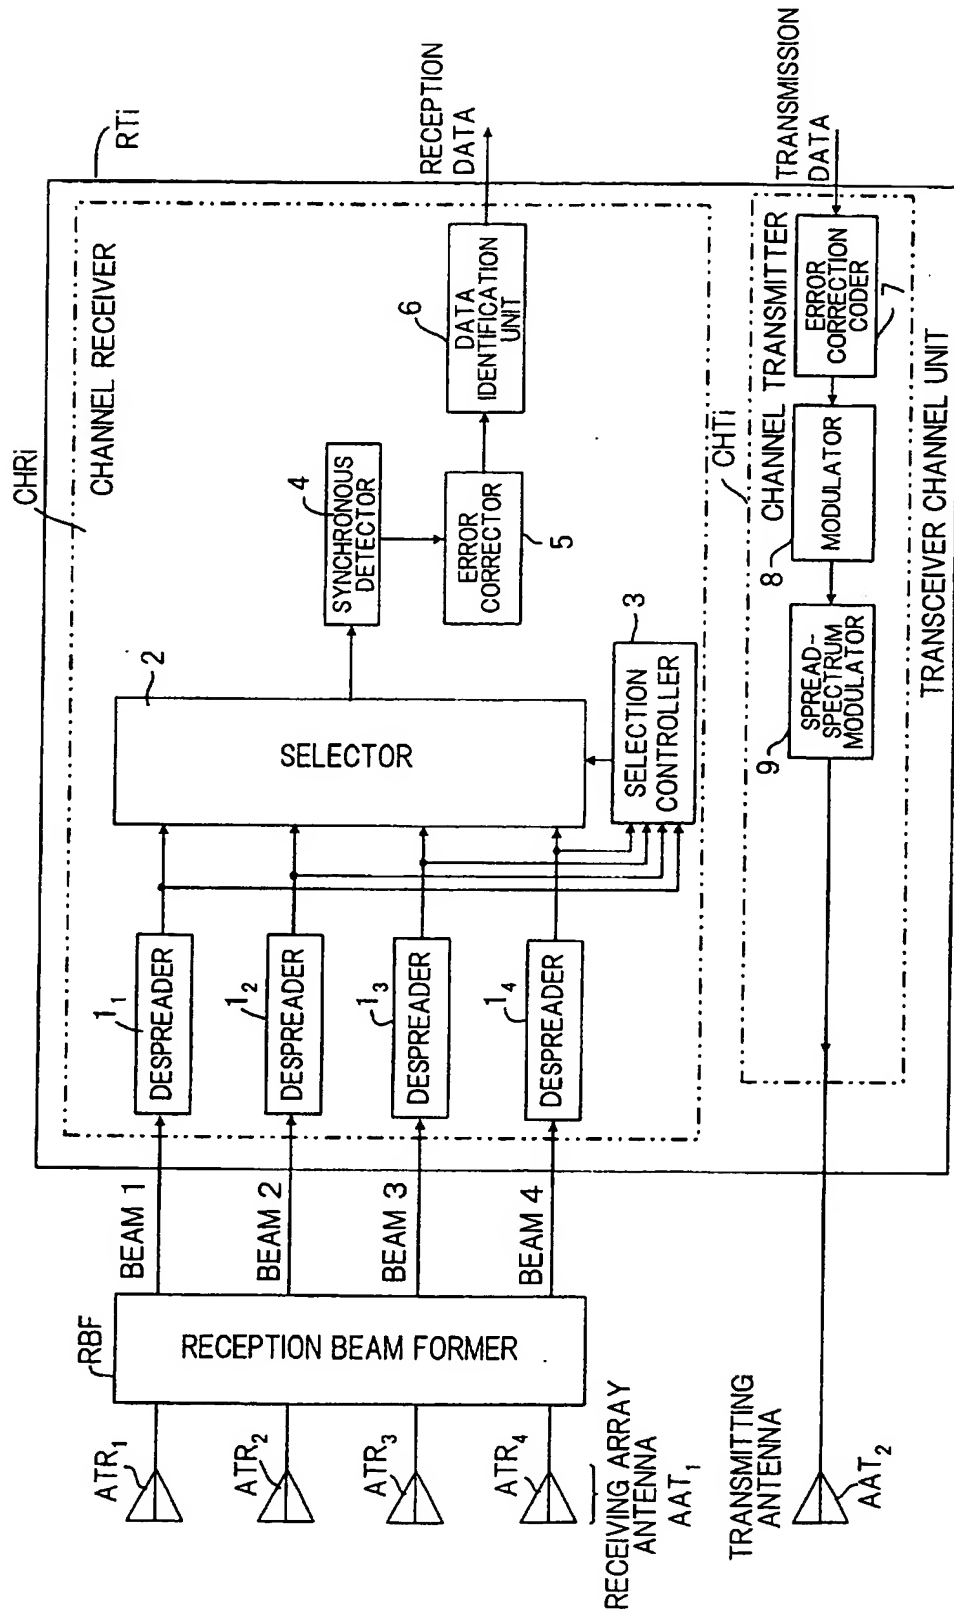 RTi
CHRi
CHANNEL RECEIVER
ATR1
ATR2
ATR3
ATR4
RECEIVING ARRAY
ANTENNA
AAT1
RBF
RECEPTION BEAM FORMER
BEAM 1
BEAM 2
BEAM 3
BEAM 4
11
DESPREADER
12
DESPREADER
13
DESPREADER
14
DESPREADER
2
SELECTOR
3
SELECTION
CONTROLLER
4
SYNCHRONOUS
DETECTOR
ERROR
CORRECTOR
5
6
DATA
IDENTIFICATION
UNIT
RECEPTION
DATA
TRANSMITTING
ANTENNA
AAT2
CHTi
CHANNEL TRANSMITTER
9
SPREAD-
SPECTRUM
MODULATOR
8
MODULATOR
ERROR
CORRECTION
CODER
7
TRANSMISSION
DATA
TRANSCEIVER CHANNEL UNIT